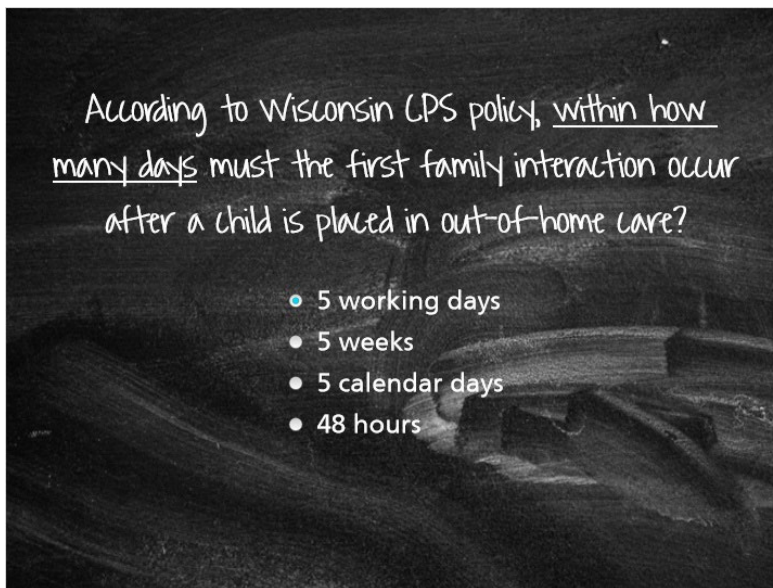 According to Wisconsin CPS policy, within how
many days must the first family interaction occur
after a child is placed in out-of-home care?
5 working days
5 weeks
5 calendar days
48 hours